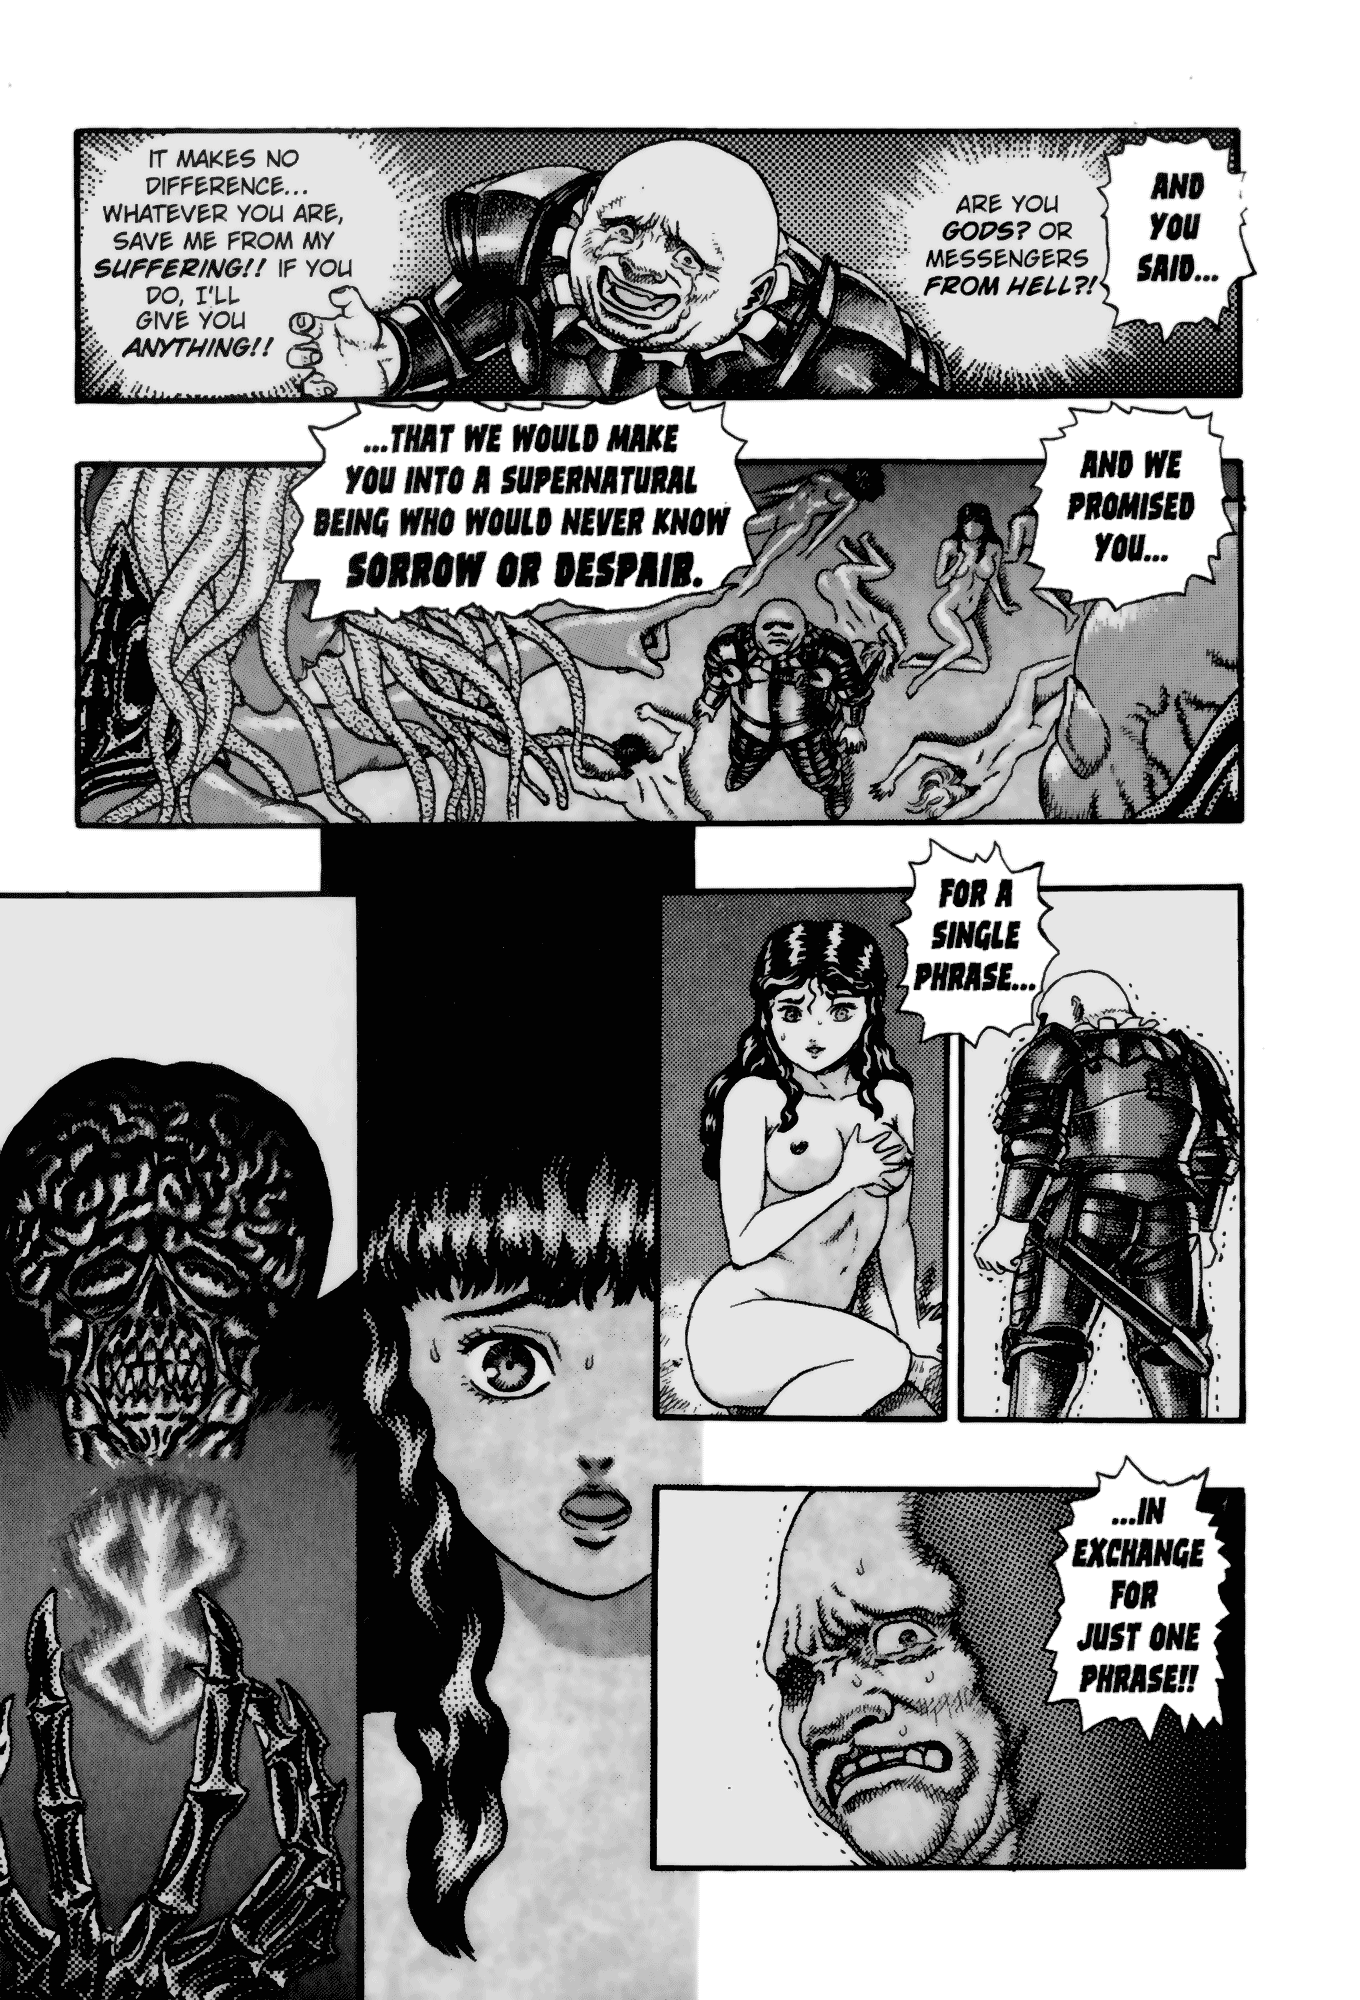 AND
YOU
SAID...
ARE YOU
GODS? OR
MESSENGERS
FROM HELL?!
IT MAKES NO
DIFFERENCE...
WHATEVER YOU ARE,
SAVE ME FROM MY
SUFFERING!! IF YOU
DO, I'LL
GIVE YOU
ANYTHING!!
AND WE
PROMISED
YOU...
...THAT WE WOULD MAKE
YOU INTO A SUPERNATURAL
BEING WHO WOULD NEVER KNOW
SORROW OR DESPAIR.
FOR A
SINGLE
PHRASE...
...IN
EXCHANGE
FOR
JUST ONE
PHRASE!!